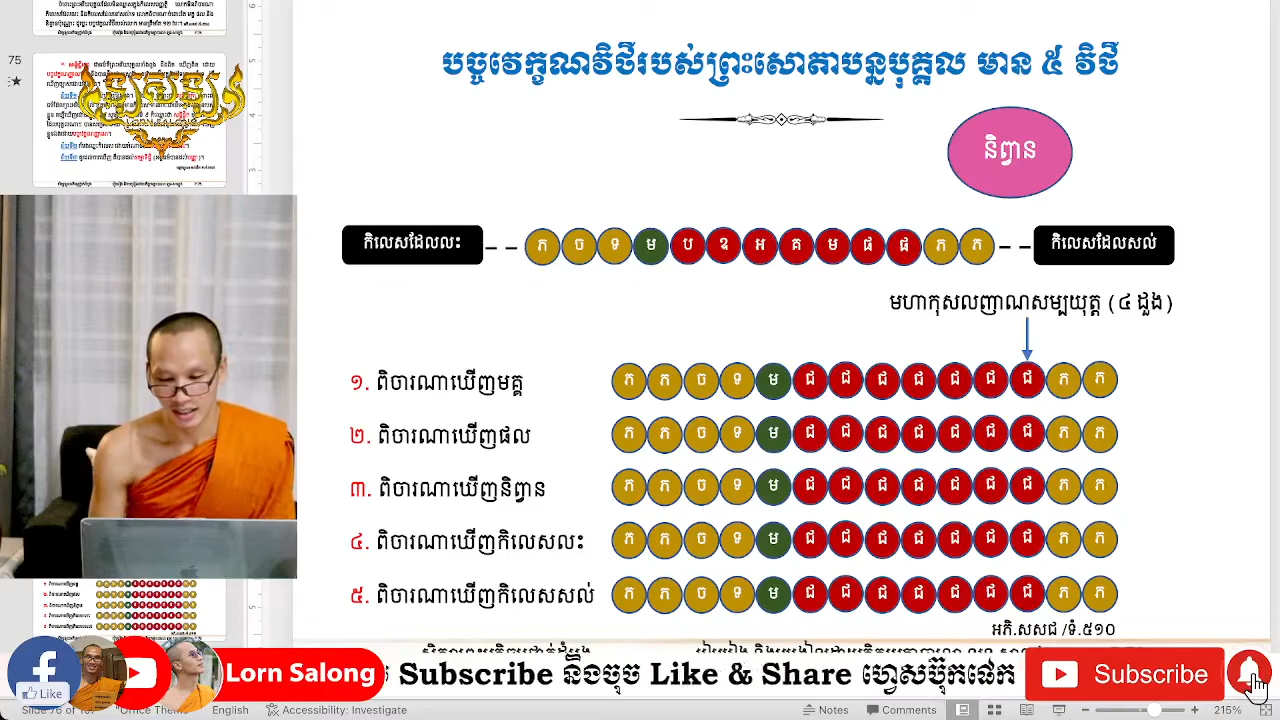 បច្ចវេក្ខណវិថីរបស់ព្រះសោតាបន្នបុគ្គល មាន ៥ វិថី
និព្វាន
កិលេសដែលលះ
ភ ច ទ ម ប ឧ អ គ ម ផ ផ ភ ភ
កិលេសដែលសល់
មហាកុសលញាណសម្បយុត្ត (៤ ដួង)
១. ពិចារណាឃើញមគ្គ
ភ ភ ច ទ ម ជ ជ ជ ជ ជ ជ ជ ភ ភ
២. ពិចារណាឃើញផល
ភ ភ ច ទ ម ជ ជ ជ ជ ជ ជ ជ ភ ភ
៣. ពិចារណាឃើញនិព្វាន
ភ ភ ច ទ ម ជ ជ ជ ជ ជ ជ ជ ភ ភ
៤. ពិចារណាឃើញកិលេសលះ
ភ ភ ច ទ ម ជ ជ ជ ជ ជ ជ ជ ភ ភ
៥. ពិចារណាឃើញកិលេសសល់
ភ ភ ច ទ ម ជ ជ ជ ជ ជ ជ ជ ភ ភ
អភិ.សសជ /ទំ.៥១០
Like
Lorn Salong
Subscribe និងចុច Like & Share ហ្វេសប៊ុកផេក
Subscribe
Slide 76 of 107 Office Theme English Accessibility: Investigate Notes Comments 215%